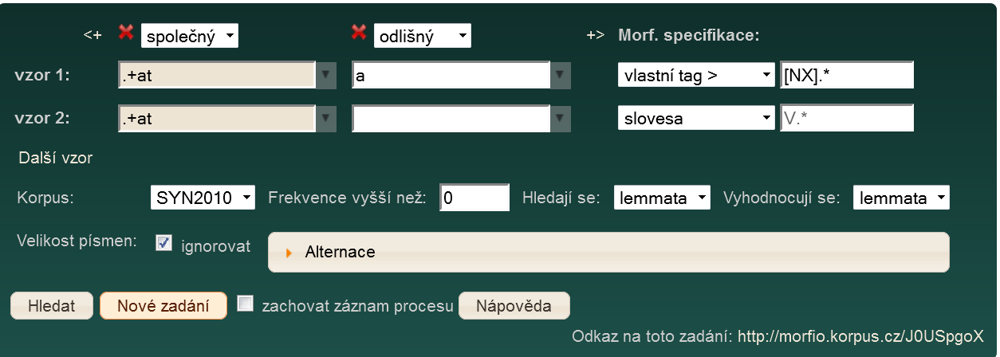 <+ společný odlišný +> Morf. specifikace:
vzor 1: .+at a vlastní tag > [NX].*
vzor 2: .+at slovesa V.*
Další vzor
Korpus: SYN2010 Frekvence vyšší než: 0 Hledají se: lemmata Vyhodnocují se: lemmata
Velikost písmen: ignorovat Alternace
Hledat Nové zadání zachovat záznam procesu Nápověda
Odkaz na toto zadání: http://morfio.korpus.cz/J0USpgoX